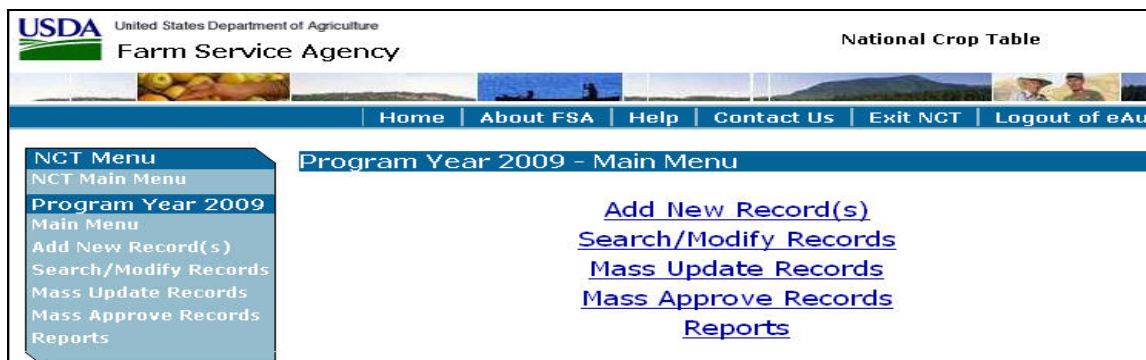 USDA
United States Department of Agriculture
Farm Service Agency
National Crop Table
Home | About FSA | Help | Contact Us | Exit NCT | Logout of eAu
NCT Menu
NCT Main Menu
Program Year 2009
Main Menu
Add New Record(s)
Search/Modify Records
Mass Update Records
Mass Approve Records
Reports
Program Year 2009 - Main Menu
Add New Record(s)
Search/Modify Records
Mass Update Records
Mass Approve Records
Reports